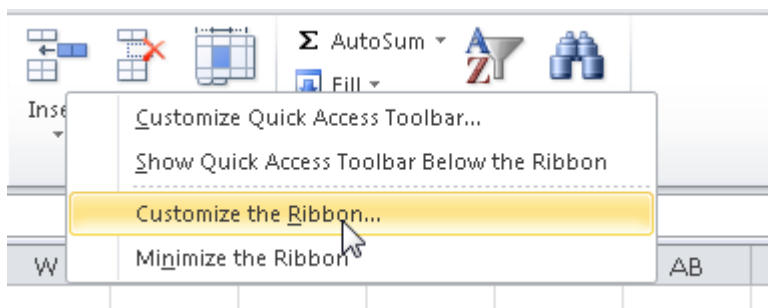 Σ AutoSum
Fill
A
Z
Inse
Customize Quick Access Toolbar...
Show Quick Access Toolbar Below the Ribbon
Customize the Ribbon...
Minimize the Ribbon
W
AB